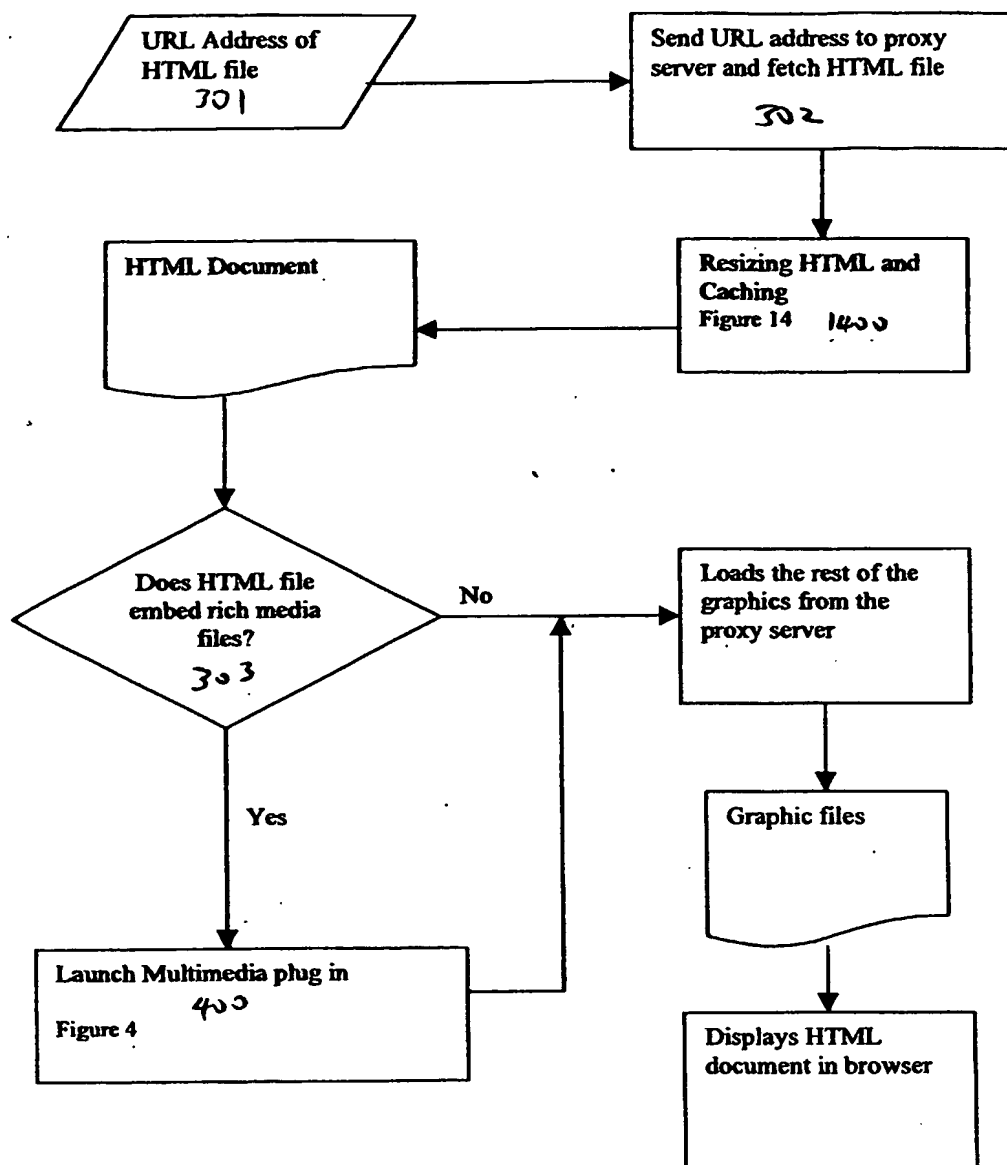 URL Address of
HTML file
301
Send URL address to proxy
server and fetch HTML file
302
HTML Document
Resizing HTML and
Caching
Figure 14 1400
Does HTML file
embed rich media
files?
303
No
Loads the rest of the
graphics from the
proxy server
Yes
Graphic files
Launch Multimedia plug in
400
Figure 4
Displays HTML
document in browser